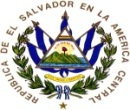 REPUBLICA DE EL SALVADOR EN LA AMERICA CENTRAL